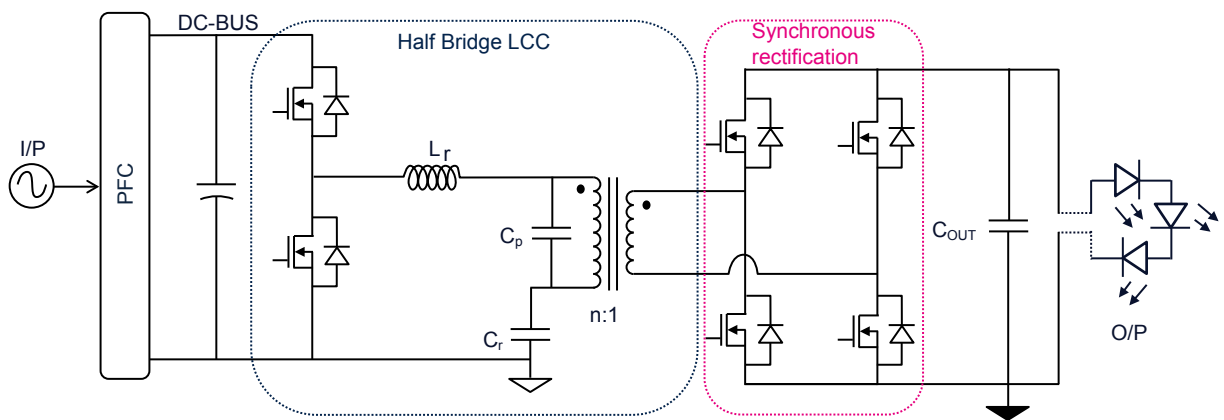 DC-BUS
Half Bridge LCC
Synchronous
rectification
I/P
PFC
Lr
Cp
Cr
n:1
COUT
O/P